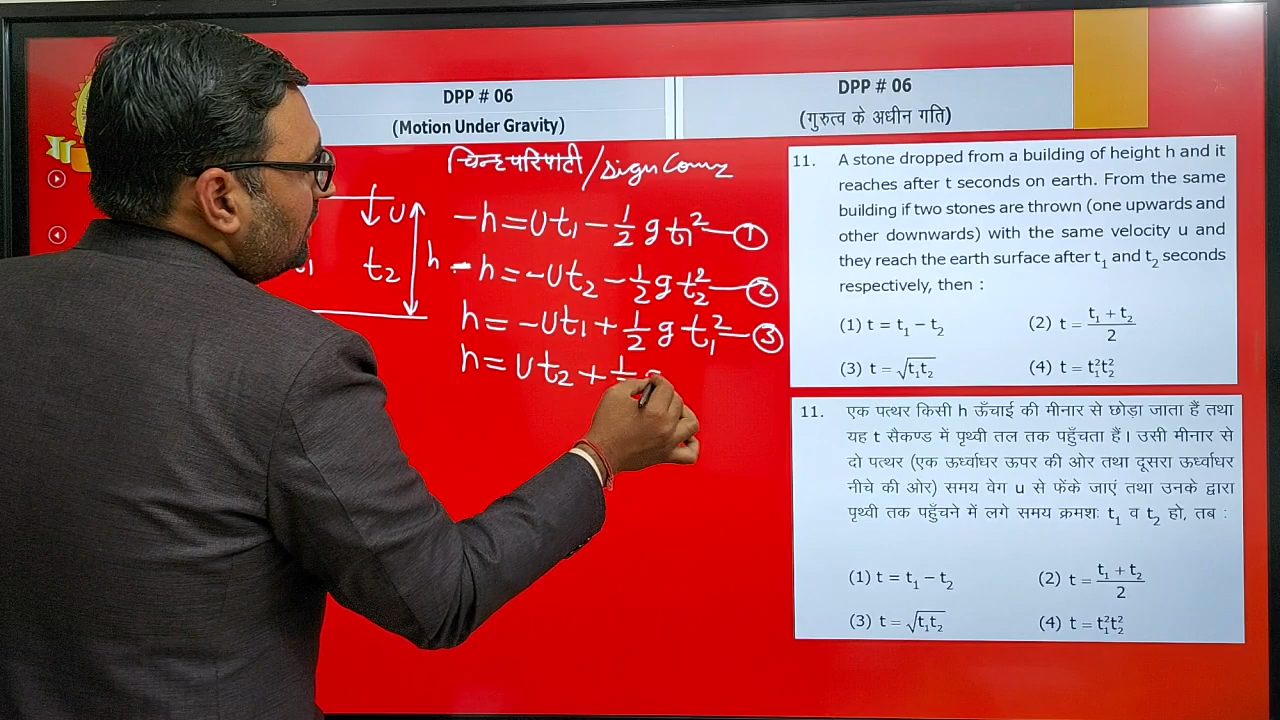 DPP # 06
(Motion Under Gravity)
DPP # 06
(गुरुत्व के अधीन गति)
चिन्ह परिपाटी / Sign Conv
↓ u
t₁
t₂
h
-h = Ut₁ - 1/2 g t₁² — ①
-h = -Ut₂ - 1/2 g t₂² — ②
h = -Ut₁ + 1/2 g t₁² — ③
h = Ut₂ + 1/2 g
11. A stone dropped from a building of height h and it
reaches after t seconds on earth. From the same
building if two stones are thrown (one upwards and
other downwards) with the same velocity u and
they reach the earth surface after t₁ and t₂ seconds
respectively, then :
(1) t = t₁ − t₂
(2) t = (t₁ + t₂)/2
(3) t = √t₁t₂
(4) t = t₁²t₂²
11. एक पत्थर किसी h ऊँचाई की मीनार से छोड़ा जाता हैं तथा
यह t सैकण्ड में पृथ्वी तल तक पहुँचता हैं। उसी मीनार से
दो पत्थर (एक ऊर्ध्वाधर ऊपर की ओर तथा दूसरा ऊर्ध्वाधर
नीचे की ओर) समय वेग u से फेंके जाएं तथा उनके द्वारा
पृथ्वी तक पहुँचने में लगे समय क्रमशः t₁ व t₂ हो, तब :
(1) t = t₁ − t₂
(2) t = (t₁ + t₂)/2
(3) t = √t₁t₂
(4) t = t₁²t₂²